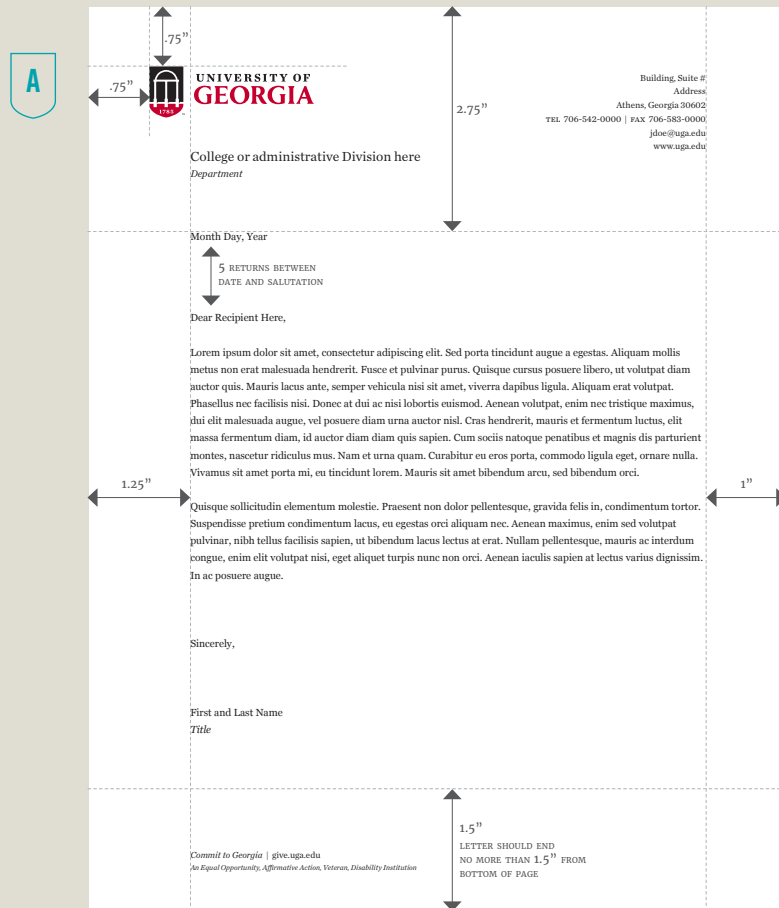 .75”
A
.75”
UNIVERSITY OF
GEORGIA
1785
2.75”
Building, Suite #
Address
Athens, Georgia 30602
TEL 706-542-0000 | FAX 706-583-0000
jdoe@uga.edu
www.uga.edu
College or administrative Division here
Department
Month Day, Year
5 RETURNS BETWEEN
DATE AND SALUTATION
Dear Recipient Here,
Lorem ipsum dolor sit amet, consectetur adipiscing elit. Sed porta tincidunt augue a egestas. Aliquam mollis
metus non erat malesuada hendrerit. Fusce et pulvinar purus. Quisque cursus posuere libero, ut volutpat diam
auctor quis. Mauris lacus ante, semper vehicula nisi sit amet, viverra dapibus ligula. Aliquam erat volutpat.
Phasellus nec facilisis nisi. Donec at dui ac nisi lobortis euismod. Aenean volutpat, enim nec tristique maximus,
dui elit malesuada augue, vel posuere diam urna auctor nisl. Cras hendrerit, mauris et fermentum luctus, elit
massa fermentum diam, id auctor diam diam quis sapien. Cum sociis natoque penatibus et magnis dis parturient
montes, nascetur ridiculus mus. Nam et urna quam. Curabitur eu eros porta, commodo ligula eget, ornare nulla.
Vivamus sit amet porta mi, eu tincidunt lorem. Mauris sit amet bibendum arcu, sed bibendum orci.
1.25”
1”
Quisque sollicitudin elementum molestie. Praesent non dolor pellentesque, gravida felis in, condimentum tortor.
Suspendisse pretium condimentum lacus, eu egestas orci aliquam nec. Aenean maximus, enim sed volutpat
pulvinar, nibh tellus facilisis sapien, ut bibendum lacus lectus at erat. Nullam pellentesque, mauris ac interdum
congue, enim elit volutpat nisi, eget aliquet turpis nunc non orci. Aenean iaculis sapien at lectus varius dignissim.
In ac posuere augue.
Sincerely,
First and Last Name
Title
1.5”
LETTER SHOULD END
NO MORE THAN 1.5” FROM
BOTTOM OF PAGE
Commit to Georgia | give.uga.edu
An Equal Opportunity, Affirmative Action, Veteran, Disability Institution